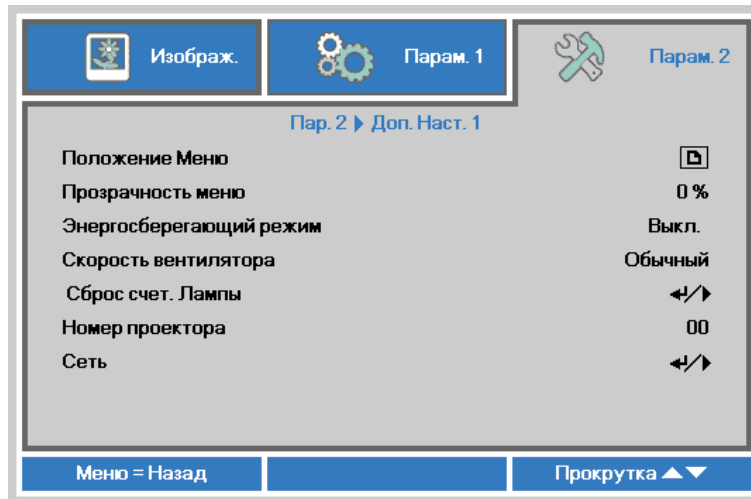 Изображ. Парам. 1 Парам. 2
Пар. 2 Доп. Наст. 1
Положение Меню
Прозрачность меню 0 %
Энергосберегающий режим Выкл.
Скорость вентилятора Обычный
Сброс счет. Лампы ↵/▶
Номер проектора 00
Сеть ↵/▶
Меню = Назад Прокрутка ▲▼